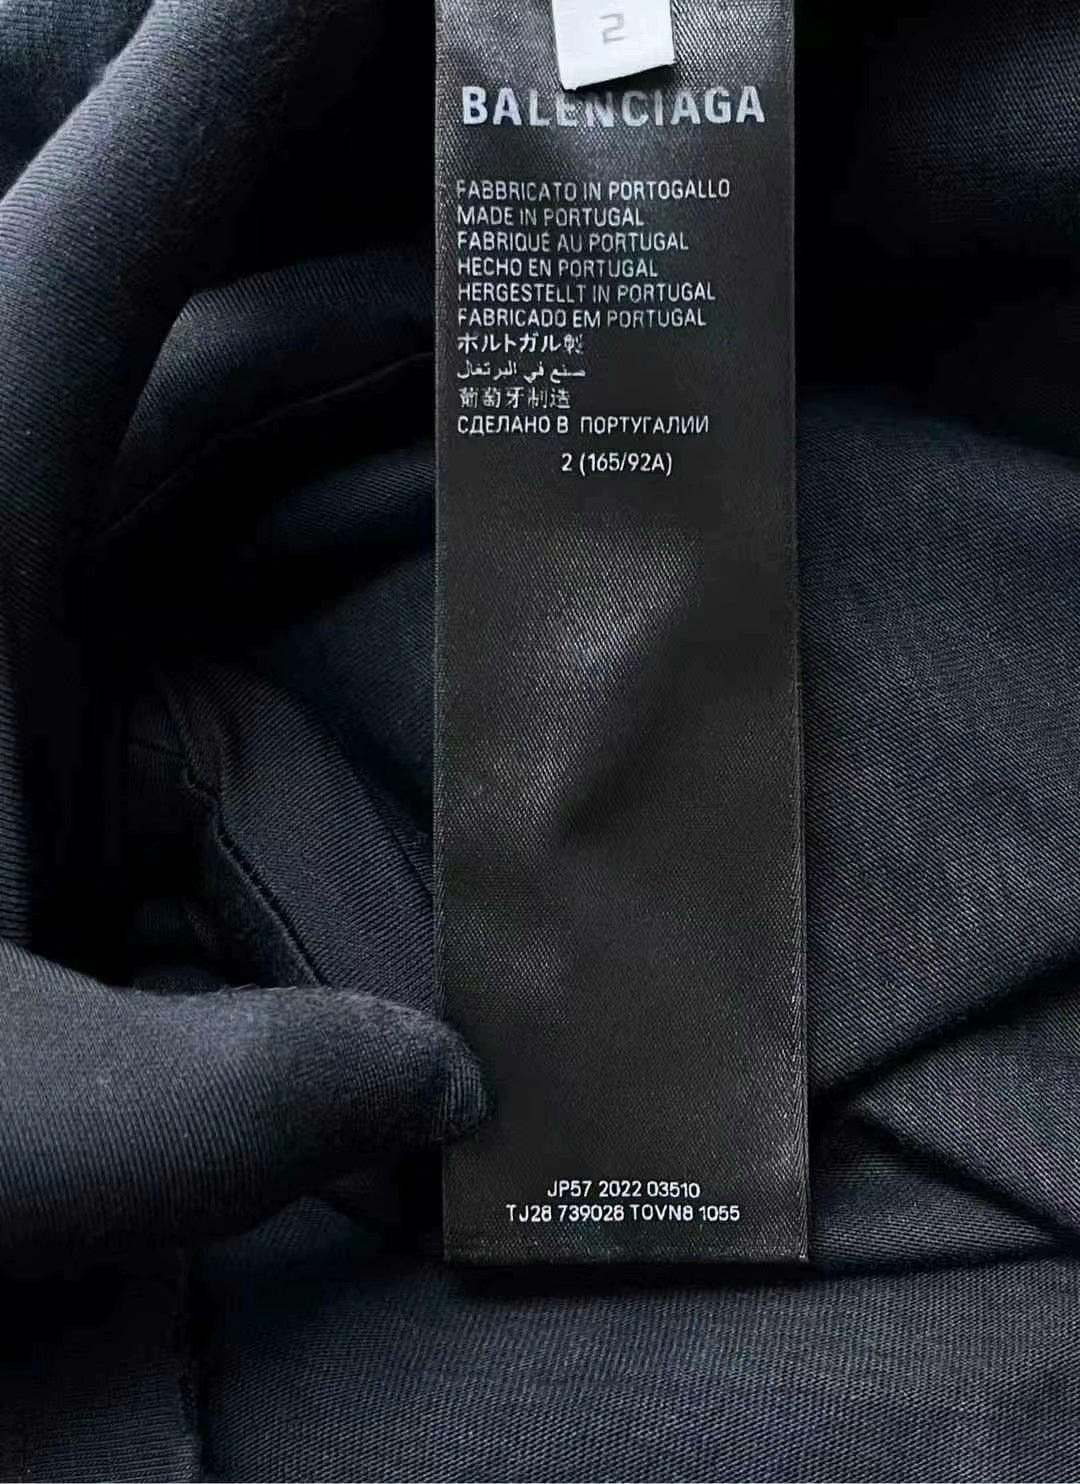 2
BALENCIAGA
FABBRICATO IN PORTOGALLO
MADE IN PORTUGAL
FABRIQUÉ AU PORTUGAL
HECHO EN PORTUGAL
HERGESTELLT IN PORTUGAL
FABRICADO EM PORTUGAL
ポルトガル製
صنع في البرتغال
葡萄牙制造
СДЕЛАНО В ПОРТУГАЛИИ
2 (165/92A)
JP57 2022 03510
TJ28 739028 TOVN8 1055